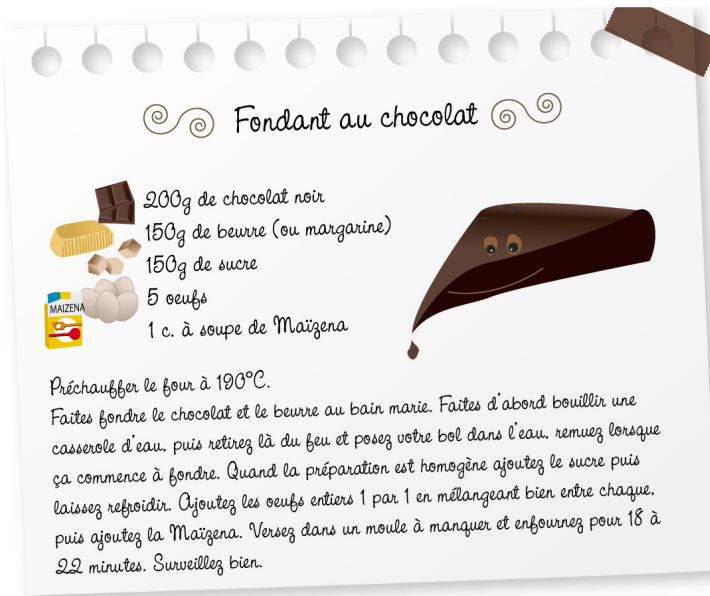 Fondant au chocolat
200g de chocolat noir
150g de beurre (ou margarine)
150g de sucre
5 oeufs
MAIZENA
1 c. à soupe de Maïzena
Préchauffer le four à 190°C.
Faites fondre le chocolat et le beurre au bain marie. Faites d'abord bouillir une
casserole d'eau, puis retirez là du feu et posez votre bol dans l'eau, remuez lorsque
ça commence à fondre. Quand la préparation est homogène ajoutez le sucre puis
laissez refroidir. Ajoutez les oeufs entiers 1 par 1 en mélangeant bien entre chaque,
puis ajoutez la Maïzena. Versez dans un moule à manquer et enfournez pour 18 à
22 minutes. Surveillez bien.